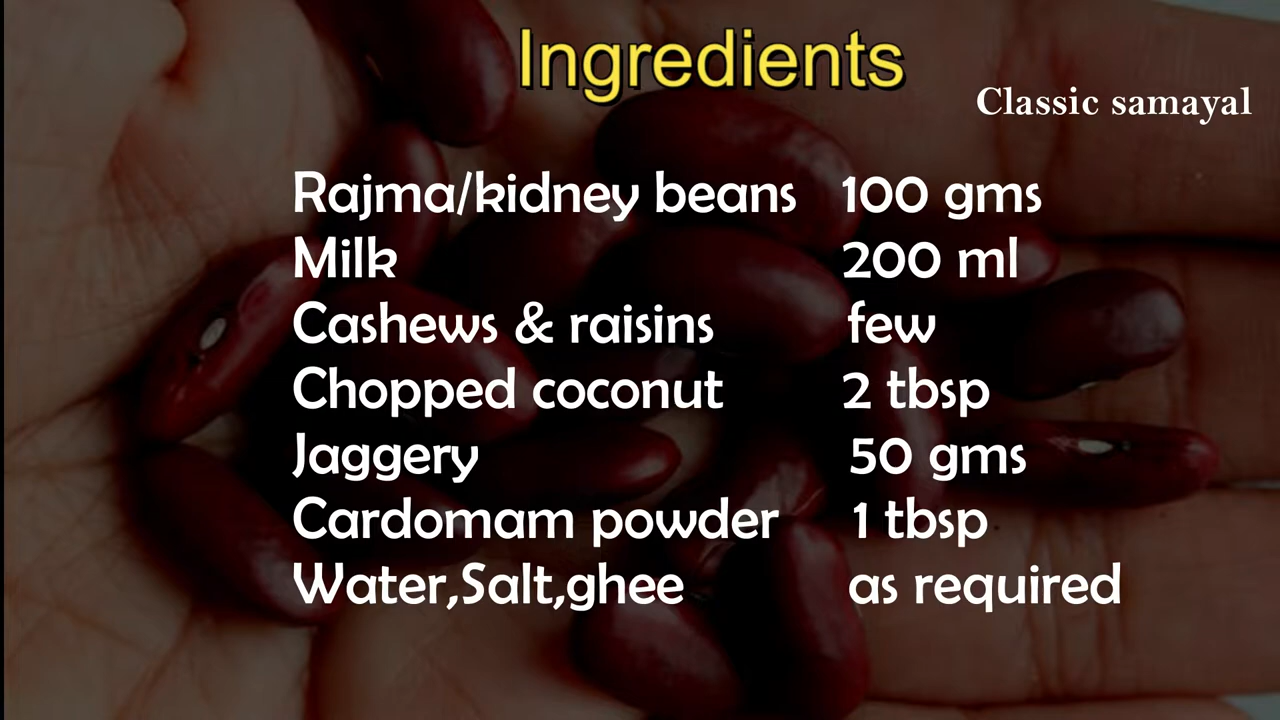 Ingredients
Classic samayal
Rajma/kidney beans 100 gms
Milk 200 ml
Cashews & raisins few
Chopped coconut 2 tbsp
Jaggery 50 gms
Cardomam powder 1 tbsp
Water,Salt,ghee as required